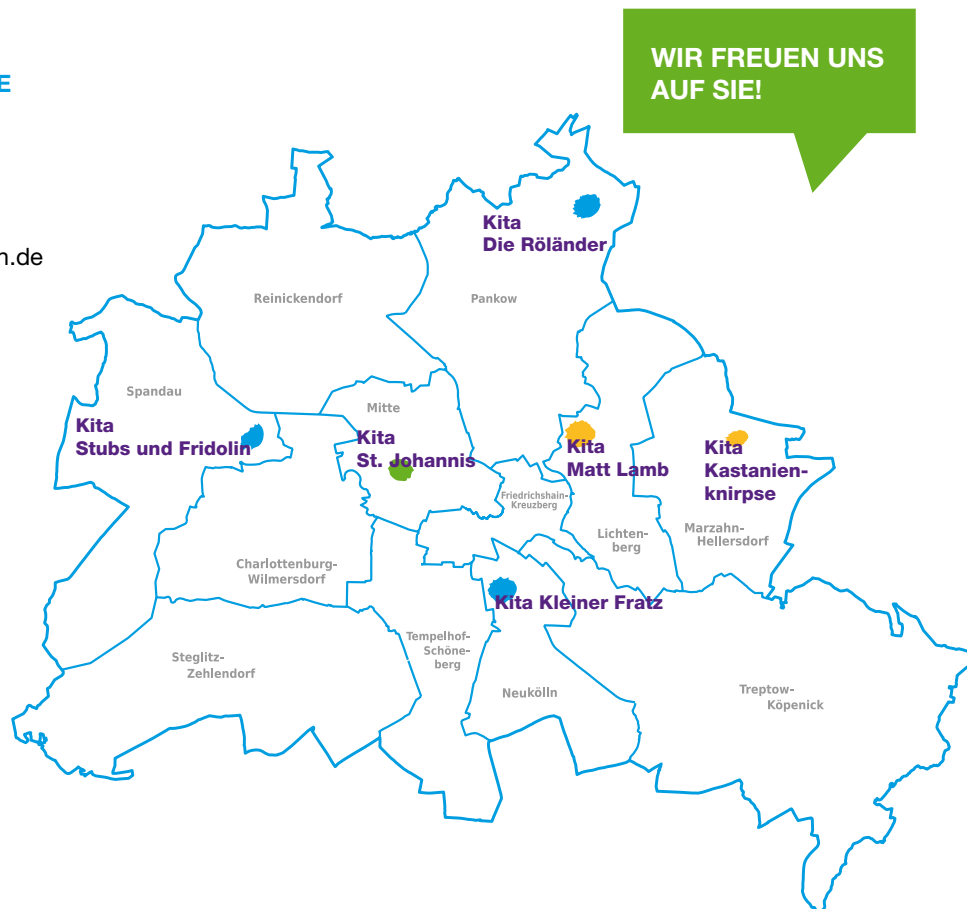 WIR FREUEN UNS
AUF SIE!
E
Kita
Die Röländer
n.de
Reinickendorf
Pankow
Spandau
Mitte
Kita
Stubs und Fridolin
Kita
St. Johannis
Kita
Matt Lamb
Kita
Kastanien-
knirpse
Friedrichshain-
Kreuzberg
Lichten-
berg
Marzahn-
Hellersdorf
Charlottenburg-
Wilmersdorf
Kita Kleiner Fratz
Tempelhof-
Schöne-
berg
Steglitz-
Zehlendorf
Neukölln
Treptow-
Köpenick